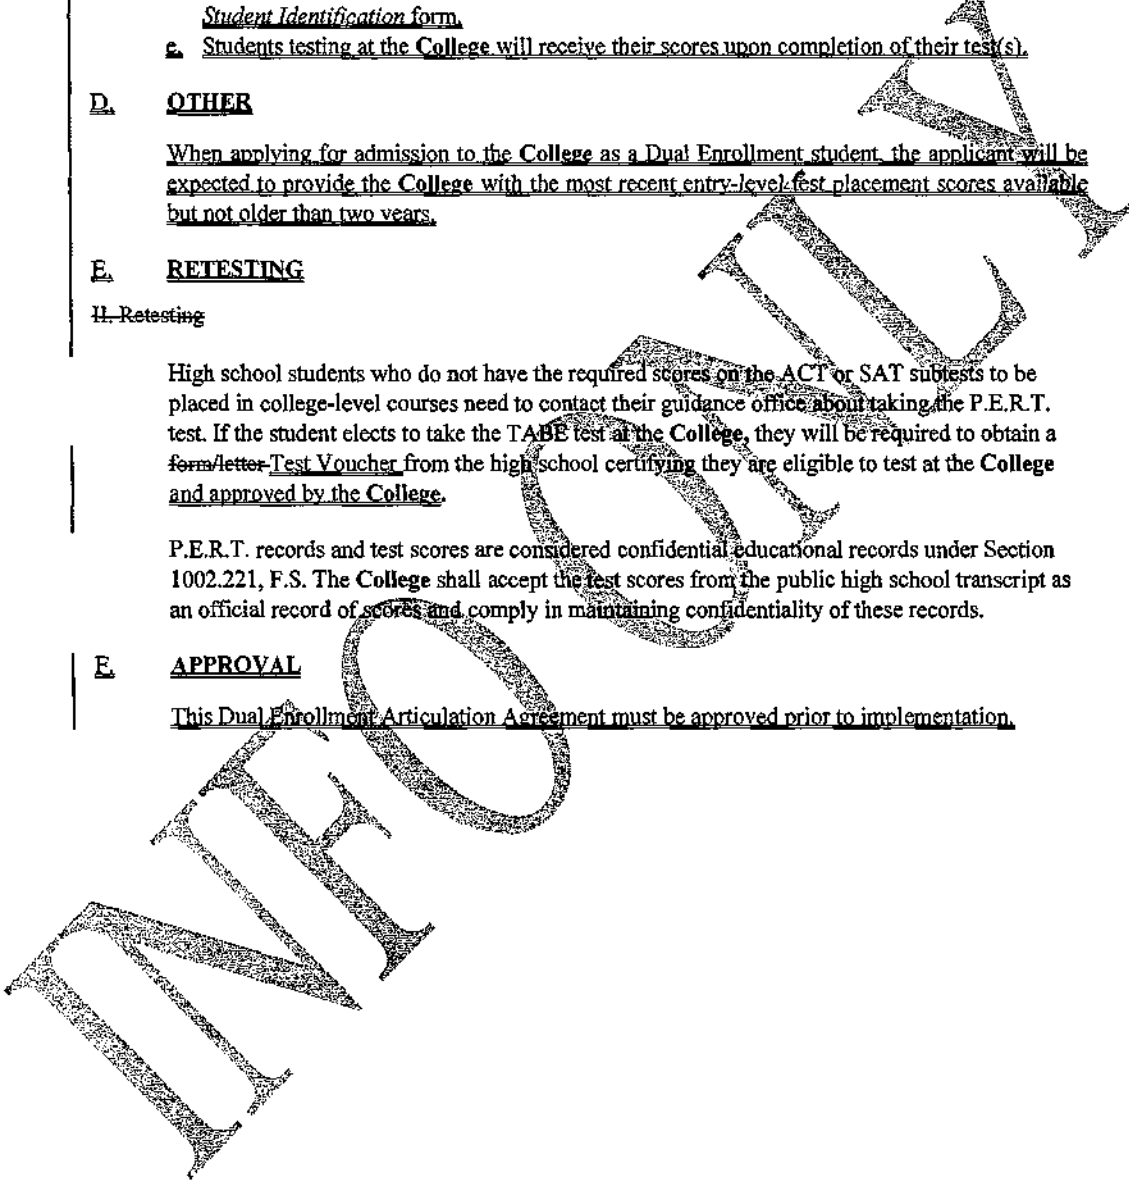 Student Identification form.
e. Students testing at the College will receive their scores upon completion of their test(s).
D. OTHER
When applying for admission to the College as a Dual Enrollment student, the applicant will be
expected to provide the College with the most recent entry-level test placement scores available
but not older than two years.
E. RETESTING
II. Retesting
High school students who do not have the required scores on the ACT or SAT subtests to be
placed in college-level courses need to contact their guidance office about taking the P.E.R.T.
test. If the student elects to take the TABE test at the College, they will be required to obtain a
form/letter Test Voucher from the high school certifying they are eligible to test at the College
and approved by the College.
P.E.R.T. records and test scores are considered confidential educational records under Section
1002.221, F.S. The College shall accept the test scores from the public high school transcript as
an official record of scores and comply in maintaining confidentiality of these records.
F. APPROVAL
This Dual Enrollment Articulation Agreement must be approved prior to implementation.
INFO ONLY